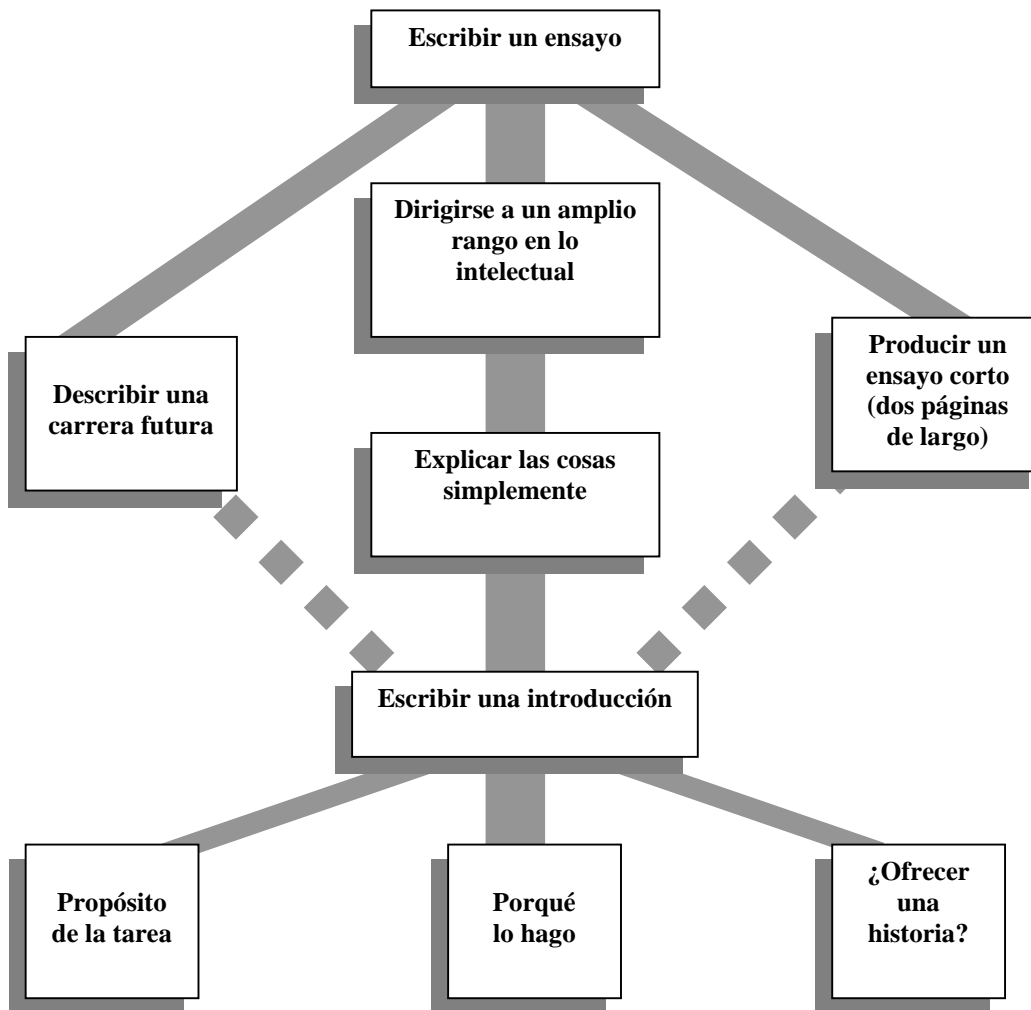 Escribir un ensayo
Dirigirse a un amplio
rango en lo
intelectual
Describir una
carrera futura
Producir un
ensayo corto
(dos páginas
de largo)
Explicar las cosas
simplemente
Escribir una introducción
Propósito
de la tarea
Porqué
lo hago
¿Ofrecer
una
historia?